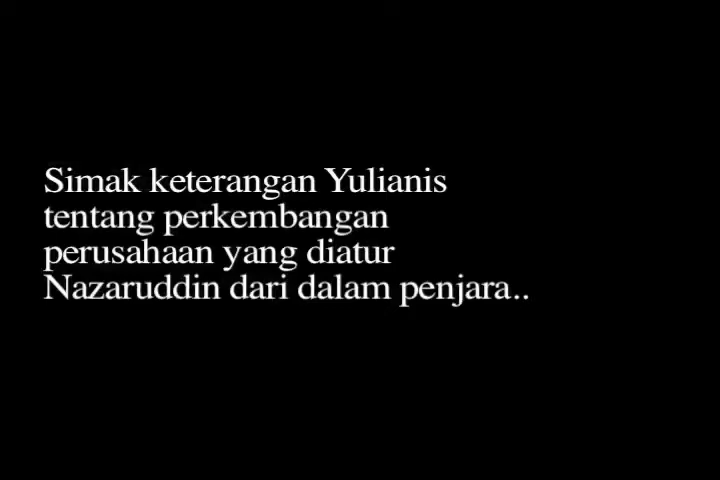 Simak keterangan Yulianis
tentang perkembangan
perusahaan yang diatur
Nazaruddin dari dalam penjara..